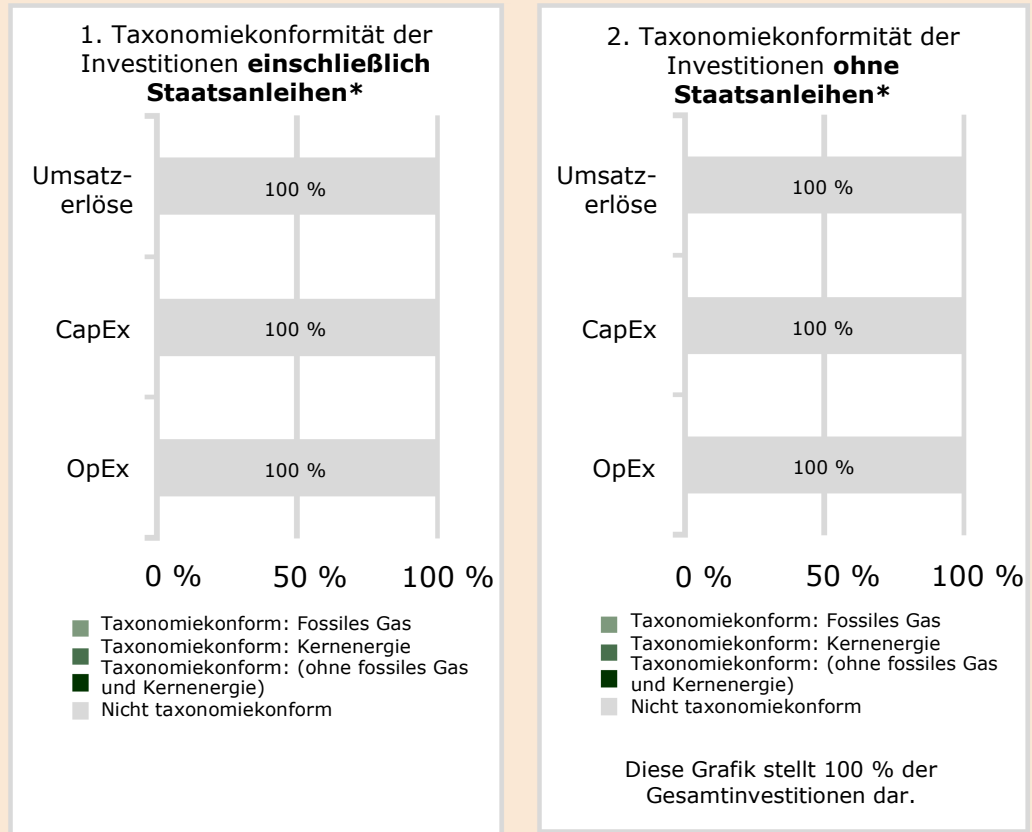 1. Taxonomiekonformität der
Investitionen einschließlich
Staatsanleihen*
Umsatz-
erlöse
100 %
CapEx
100 %
OpEx
100 %
0 % 50 % 100 %
Taxonomiekonform: Fossiles Gas
Taxonomiekonform: Kernenergie
Taxonomiekonform: (ohne fossiles Gas
und Kernenergie)
Nicht taxonomiekonform
2. Taxonomiekonformität der
Investitionen ohne
Staatsanleihen*
Umsatz-
erlöse
100 %
CapEx
100 %
OpEx
100 %
0 % 50 % 100 %
Taxonomiekonform: Fossiles Gas
Taxonomiekonform: Kernenergie
Taxonomiekonform: (ohne fossiles Gas
und Kernenergie)
Nicht taxonomiekonform
Diese Grafik stellt 100 % der
Gesamtinvestitionen dar.